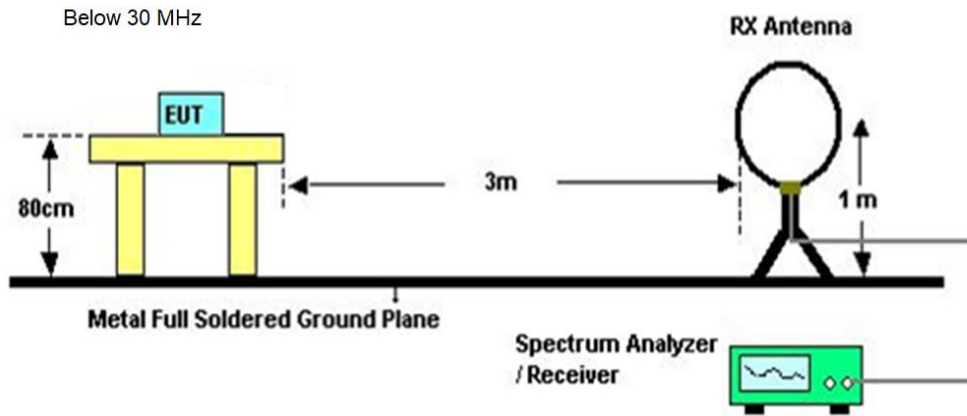 Below 30 MHz
RX Antenna
EUT
3m
80cm
1 m
Metal Full Soldered Ground Plane
Spectrum Analyzer
/ Receiver